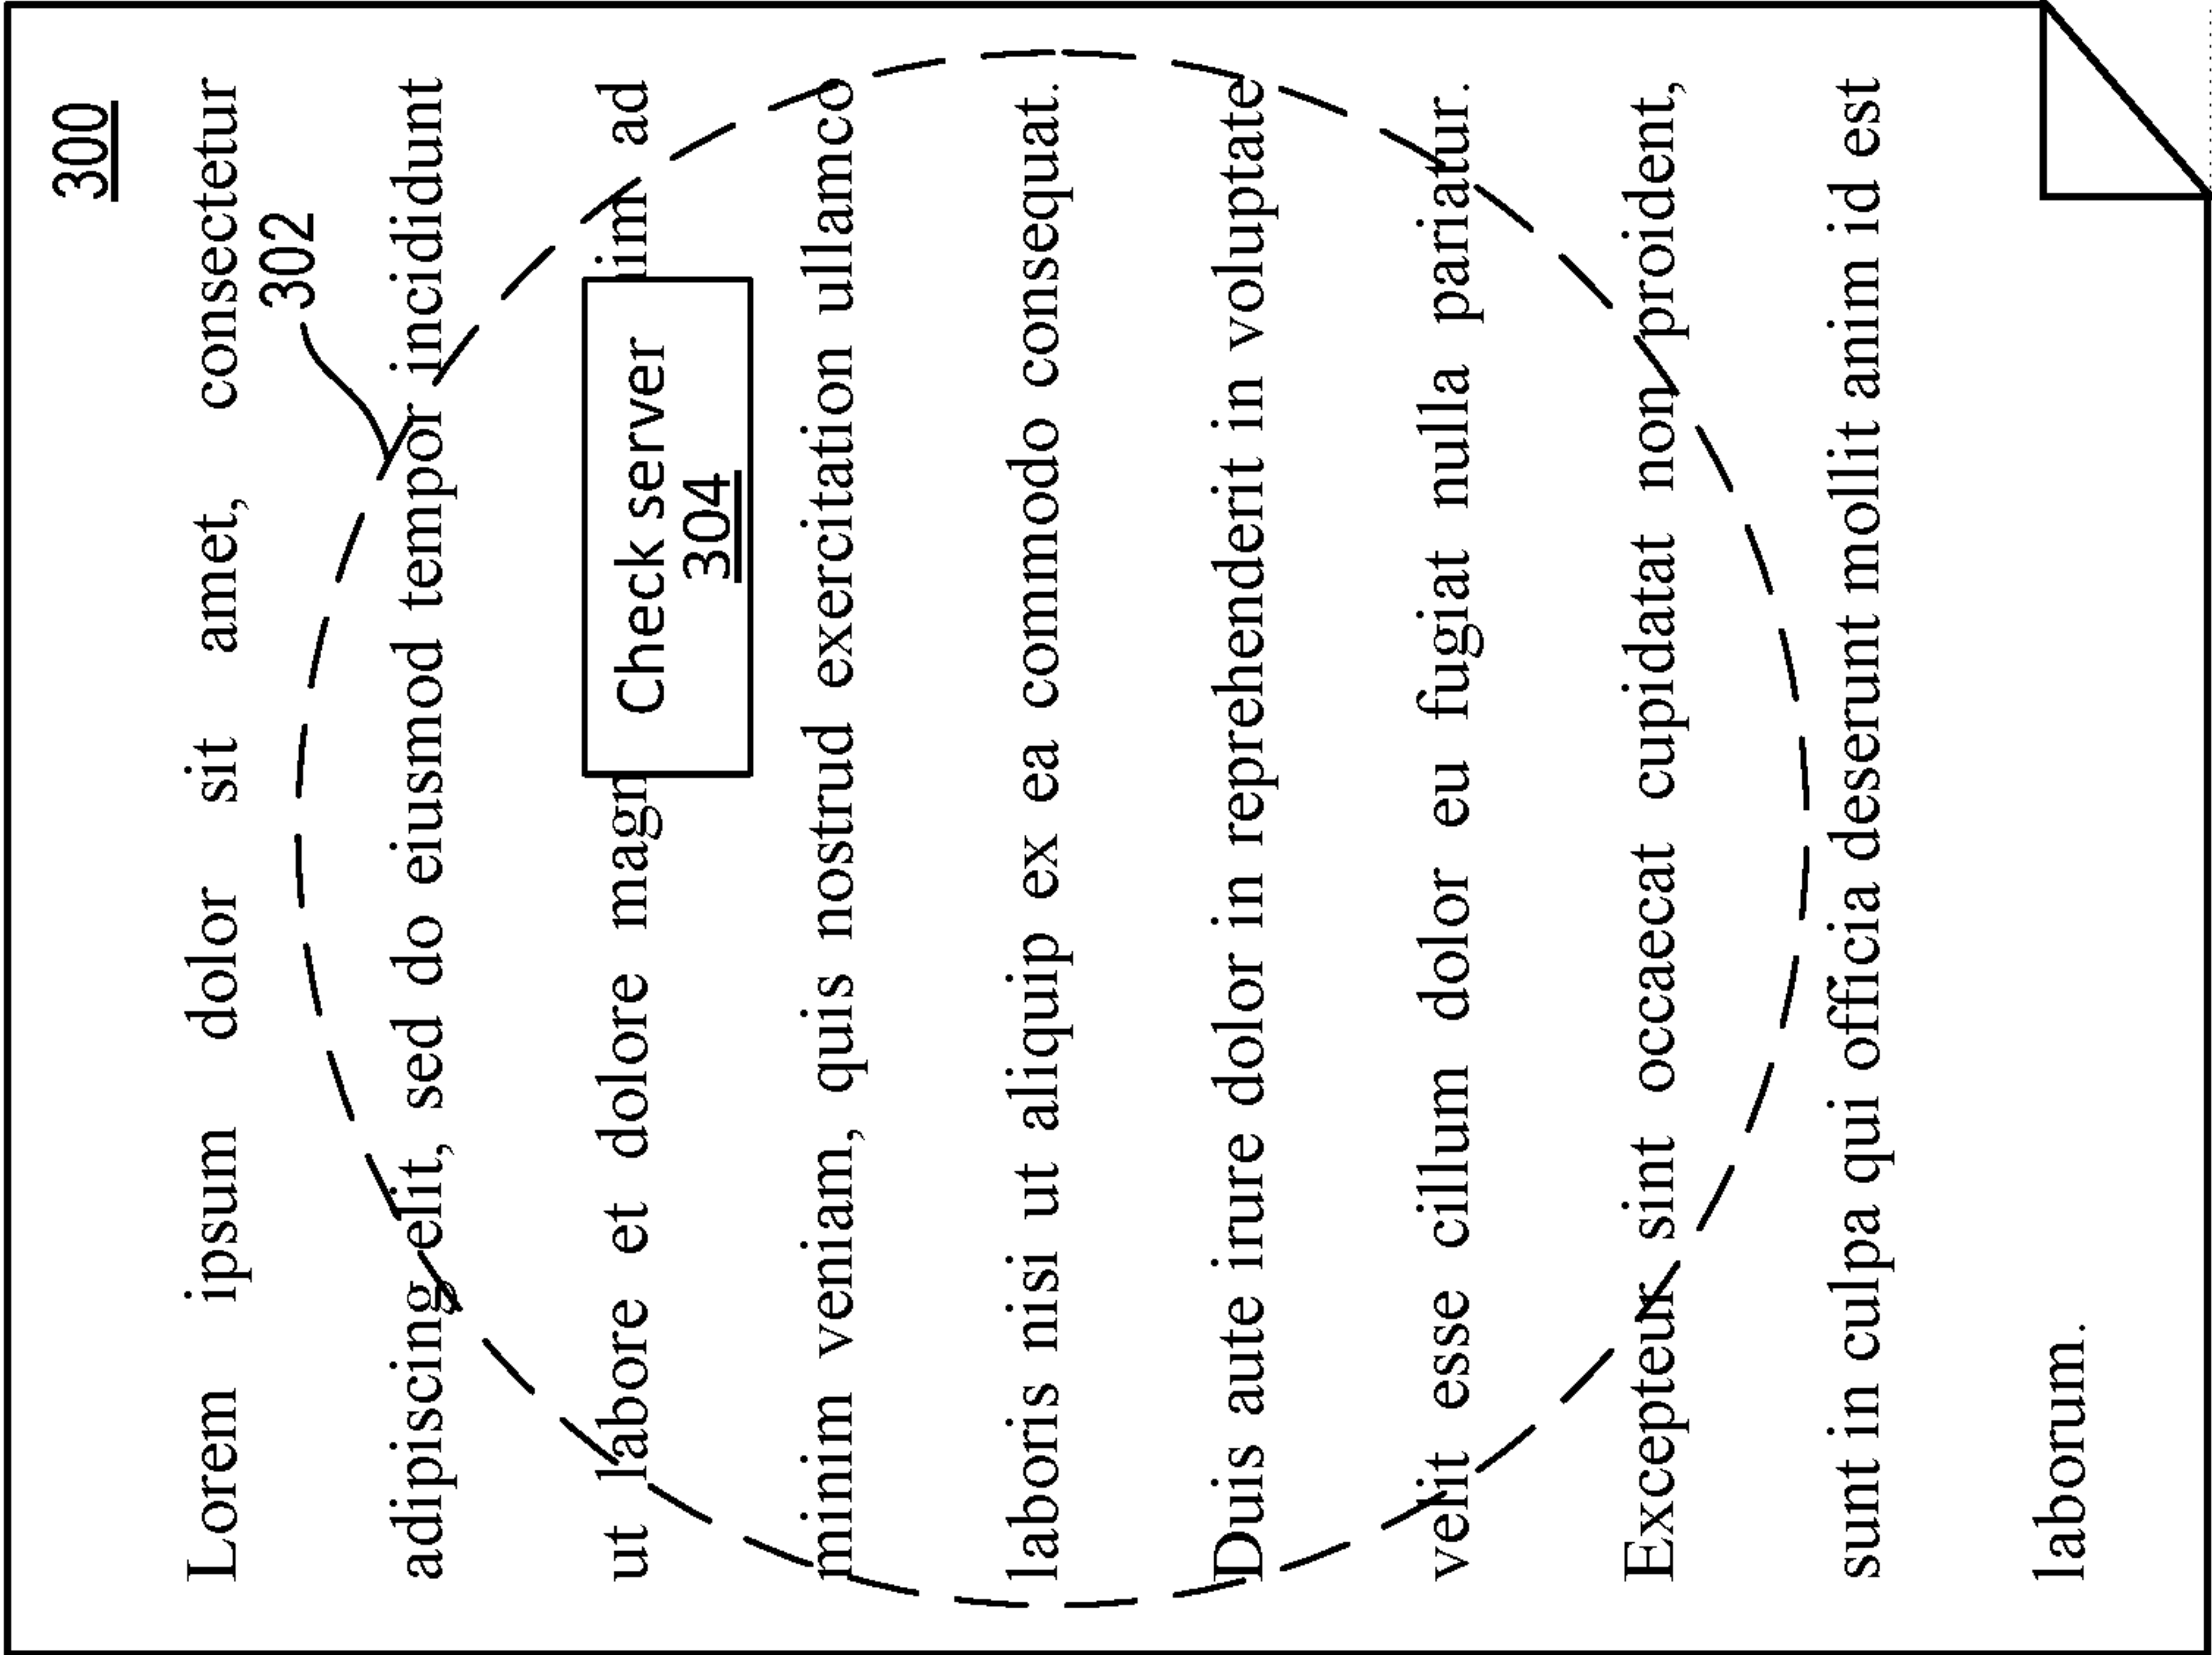 300
Lorem ipsum dolor sit amet, consectetur
302
adipiscing elit, sed do eiusmod tempor incididunt
ut labore et dolore magn im ad
Check server
304
minim veniam, quis nostrud exercitation ullamco
laboris nisi ut aliquip ex ea commodo consequat.
Duis aute irure dolor in reprehenderit in voluptate
velit esse cillum dolor eu fugiat nulla pariatur.
Excepteur sint occaecat cupidatat non proident,
sunt in culpa qui officia deserunt mollit anim id est
laborum.